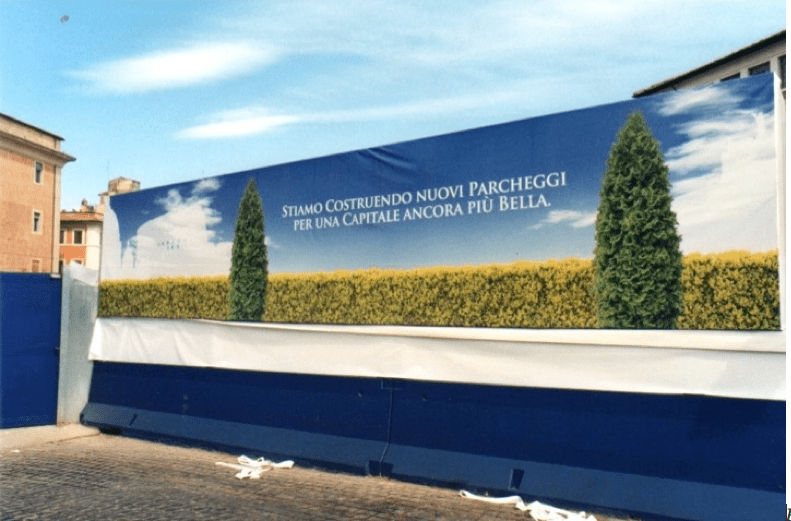 Stiamo Costruendo nuovi Parcheggi
per una Capitale ancora più Bella.